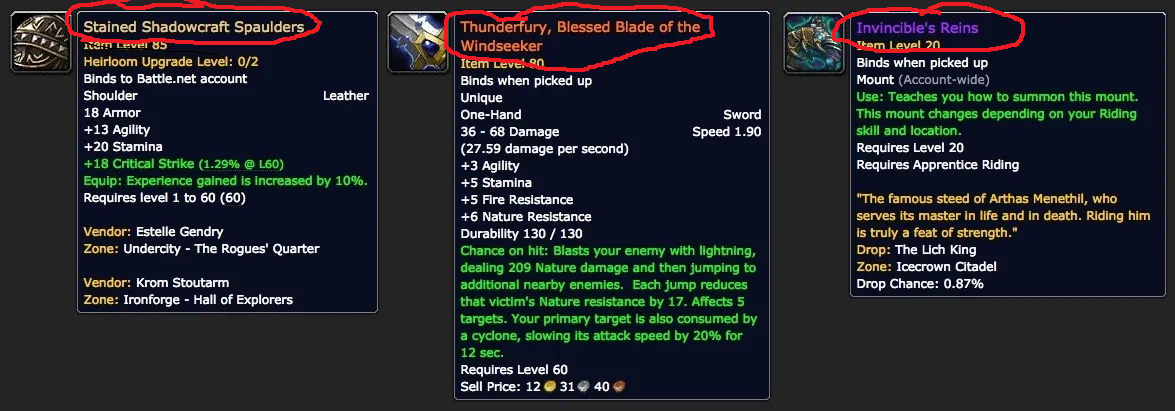 Stained Shadowcraft Spaulders
Item Level 85
Heirloom Upgrade Level: 0/2
Binds to Battle.net account
Shoulder Leather
18 Armor
+13 Agility
+20 Stamina
+18 Critical Strike (1.29% @ L60)
Equip: Experience gained is increased by 10%.
Requires level 1 to 60 (60)
Vendor: Estelle Gendry
Zone: Undercity - The Rogues' Quarter
Vendor: Krom Stoutarm
Zone: Ironforge - Hall of Explorers
Thunderfury, Blessed Blade of the
Windseeker
Item Level 80
Binds when picked up
Unique
One-Hand Sword
36 - 68 Damage Speed 1.90
(27.59 damage per second)
+3 Agility
+5 Stamina
+5 Fire Resistance
+6 Nature Resistance
Durability 130 / 130
Chance on hit: Blasts your enemy with lightning,
dealing 209 Nature damage and then jumping to
additional nearby enemies. Each jump reduces
that victim's Nature resistance by 17. Affects 5
targets. Your primary target is also consumed by
a cyclone, slowing its attack speed by 20% for
12 sec.
Requires Level 60
Sell Price: 12 31 40
Invincible's Reins
Item Level 20
Binds when picked up
Mount (Account-wide)
Use: Teaches you how to summon this mount.
This mount changes depending on your Riding
skill and location.
Requires Level 20
Requires Apprentice Riding
"The famous steed of Arthas Menethil, who
serves its master in life and in death. Riding him
is truly a feat of strength."
Drop: The Lich King
Zone: Icecrown Citadel
Drop Chance: 0.87%